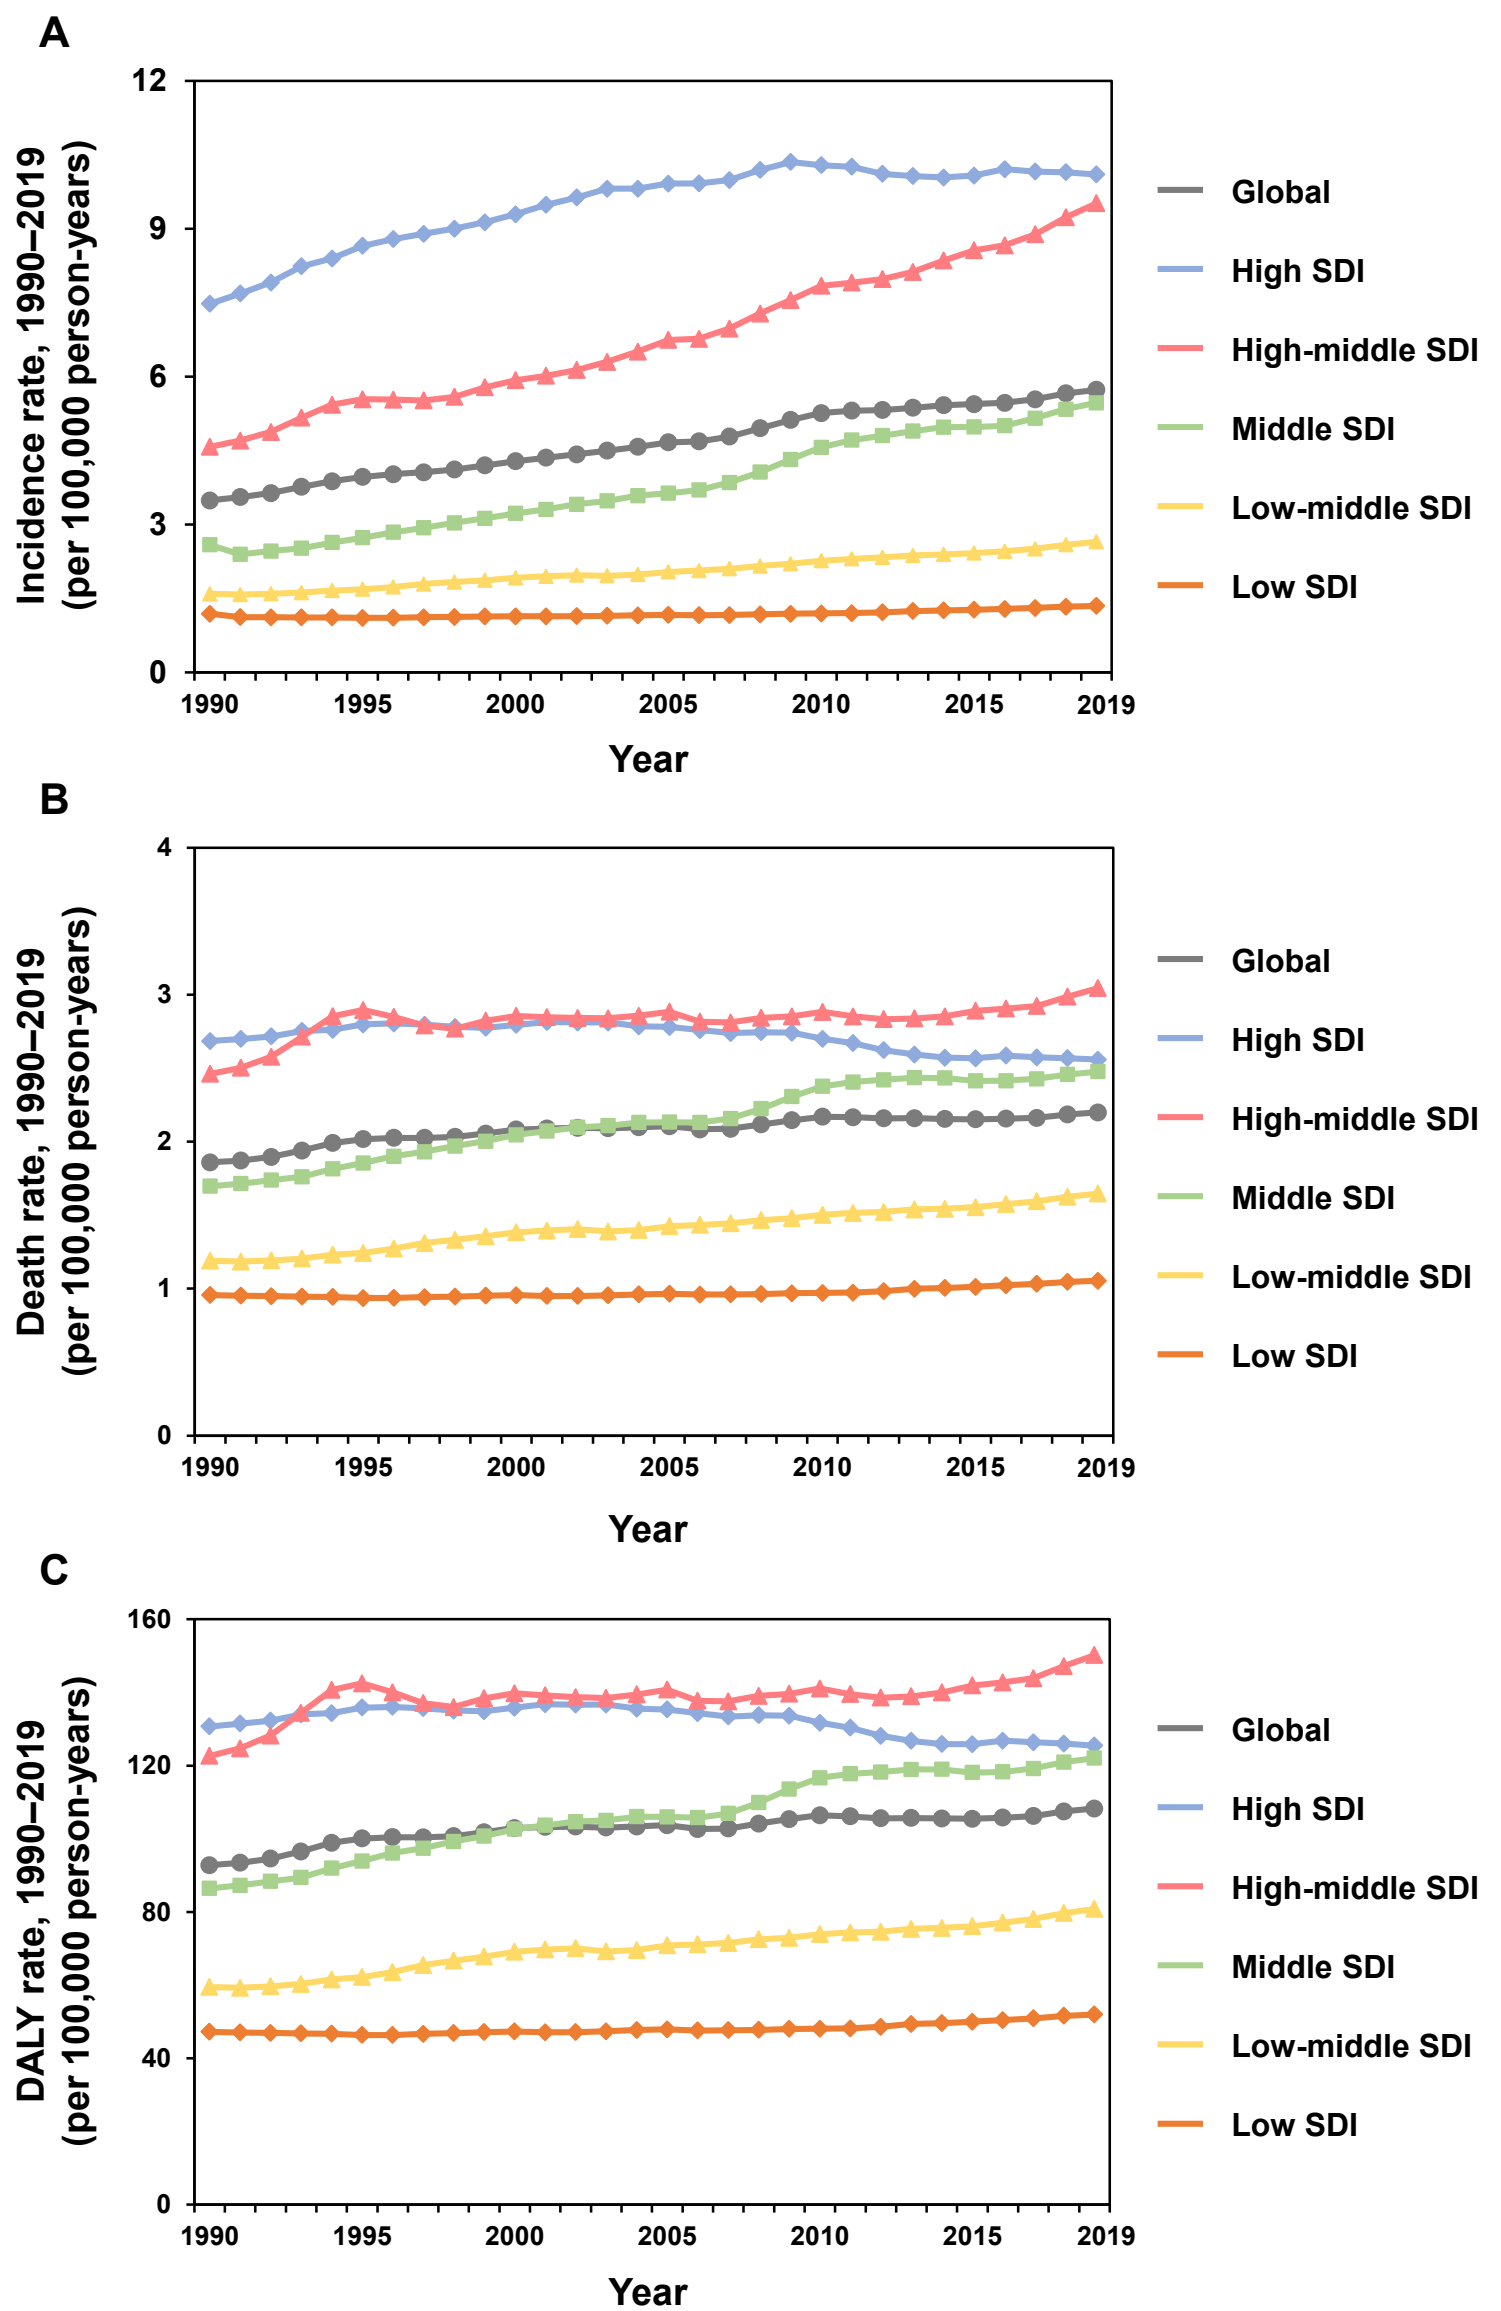 A
Incidence rate, 1990–2019
(per 100,000 person-years)
12
9
6
3
0
1990 1995 2000 2005 2010 2015 2019
Year
Global
High SDI
High-middle SDI
Middle SDI
Low-middle SDI
Low SDI
B
Death rate, 1990–2019
(per 100,000 person-years)
4
3
2
1
0
1990 1995 2000 2005 2010 2015 2019
Year
Global
High SDI
High-middle SDI
Middle SDI
Low-middle SDI
Low SDI
C
DALY rate, 1990–2019
(per 100,000 person-years)
160
120
80
40
0
1990 1995 2000 2005 2010 2015 2019
Year
Global
High SDI
High-middle SDI
Middle SDI
Low-middle SDI
Low SDI